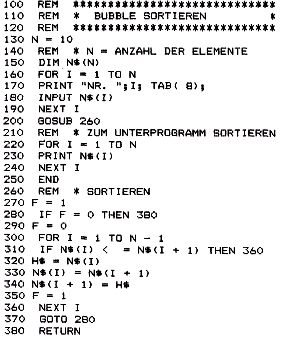 100 REM ****************************
110 REM * BUBBLE SORTIEREN *
120 REM ****************************
130 N = 10
140 REM * N = ANZAHL DER ELEMENTE
150 DIM N$(N)
160 FOR I = 1 TO N
170 PRINT "NR. ";I; TAB( 8);
180 INPUT N$(I)
190 NEXT I
200 GOSUB 260
210 REM * ZUM UNTERPROGRAMM SORTIEREN
220 FOR I = 1 TO N
230 PRINT N$(I)
240 NEXT I
250 END
260 REM * SORTIEREN
270 F = 1
280 IF F = 0 THEN 380
290 F = 0
300 FOR I = 1 TO N - 1
310 IF N$(I) < = N$(I + 1) THEN 360
320 H$ = N$(I)
330 N$(I) = N$(I + 1)
340 N$(I + 1) = H$
350 F = 1
360 NEXT I
370 GOTO 280
380 RETURN